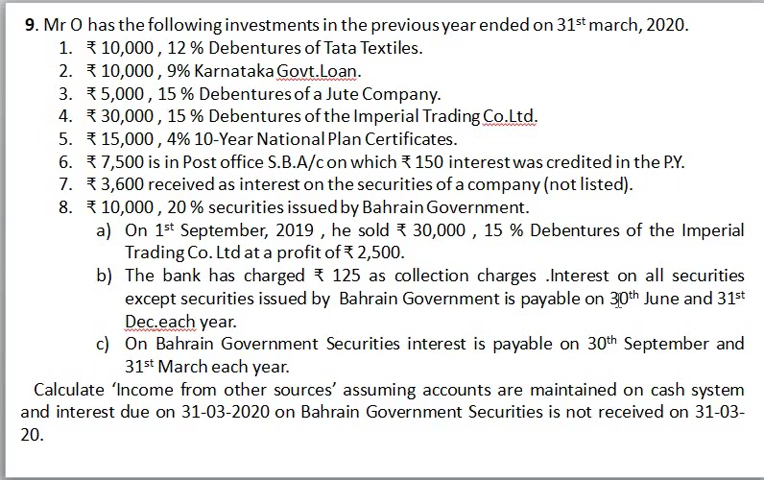 9. Mr O has the following investments in the previous year ended on 31st march, 2020.
1. ₹ 10,000 , 12 % Debentures of Tata Textiles.
2. ₹ 10,000 , 9% Karnataka Govt.Loan.
3. ₹ 5,000 , 15 % Debentures of a Jute Company.
4. ₹ 30,000 , 15 % Debentures of the Imperial Trading Co.Ltd.
5. ₹ 15,000 , 4% 10-Year National Plan Certificates.
6. ₹ 7,500 is in Post office S.B.A/c on which ₹ 150 interest was credited in the P.Y.
7. ₹ 3,600 received as interest on the securities of a company (not listed).
8. ₹ 10,000 , 20 % securities issued by Bahrain Government.
a) On 1st September, 2019 , he sold ₹ 30,000 , 15 % Debentures of the Imperial
Trading Co. Ltd at a profit of ₹ 2,500.
b) The bank has charged ₹ 125 as collection charges .Interest on all securities
except securities issued by Bahrain Government is payable on 30th June and 31st
Dec.each year.
c) On Bahrain Government Securities interest is payable on 30th September and
31st March each year.
Calculate ‘Income from other sources’ assuming accounts are maintained on cash system
and interest due on 31-03-2020 on Bahrain Government Securities is not received on 31-03-
20.